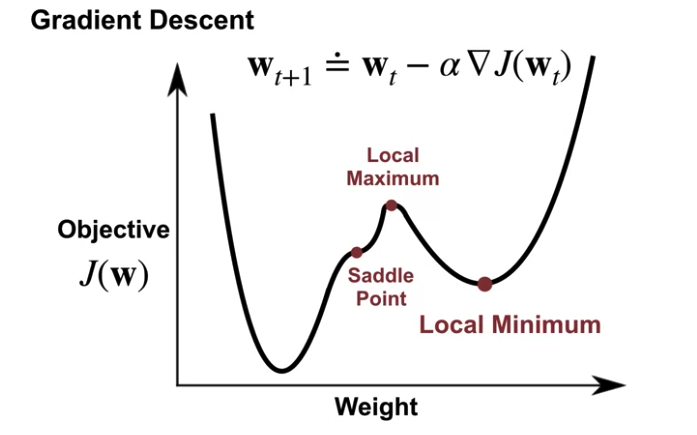 Gradient Descent
𝐰ₜ₊₁ ≐ 𝐰ₜ − α∇J(𝐰ₜ)
Local
Maximum
Objective
J(𝐰)
Saddle
Point
Local Minimum
Weight